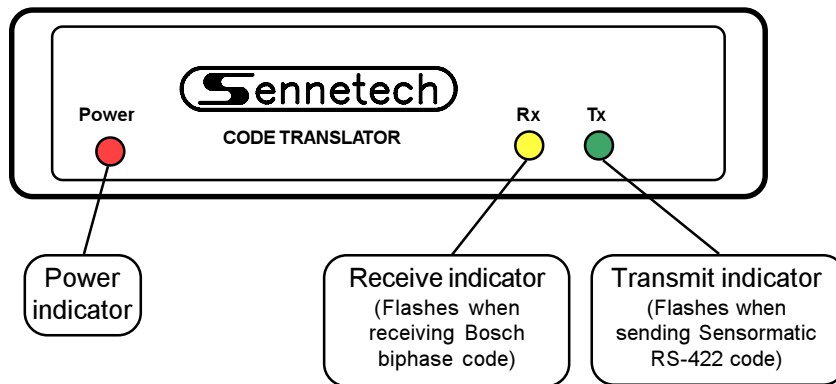 Sennetech
Power
CODE TRANSLATOR
Rx
Tx
Power
indicator
Receive indicator
(Flashes when
receiving Bosch
biphase code)
Transmit indicator
(Flashes when
sending Sensormatic
RS-422 code)